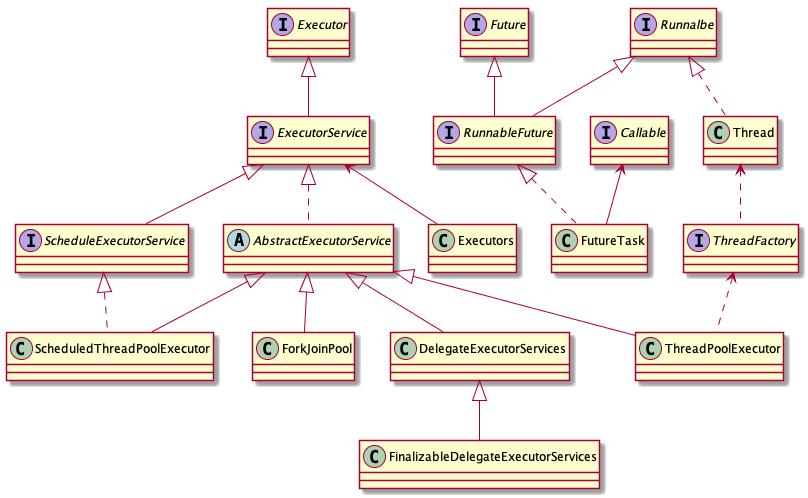 I Executor
I Future
I Runnalbe
I ExecutorService
I RunnableFuture
I Callable
C Thread
I ScheduleExecutorService
A AbstractExecutorService
C Executors
C FutureTask
I ThreadFactory
C ScheduledThreadPoolExecutor
C ForkJoinPool
C DelegateExecutorServices
C ThreadPoolExecutor
C FinalizableDelegateExecutorServices